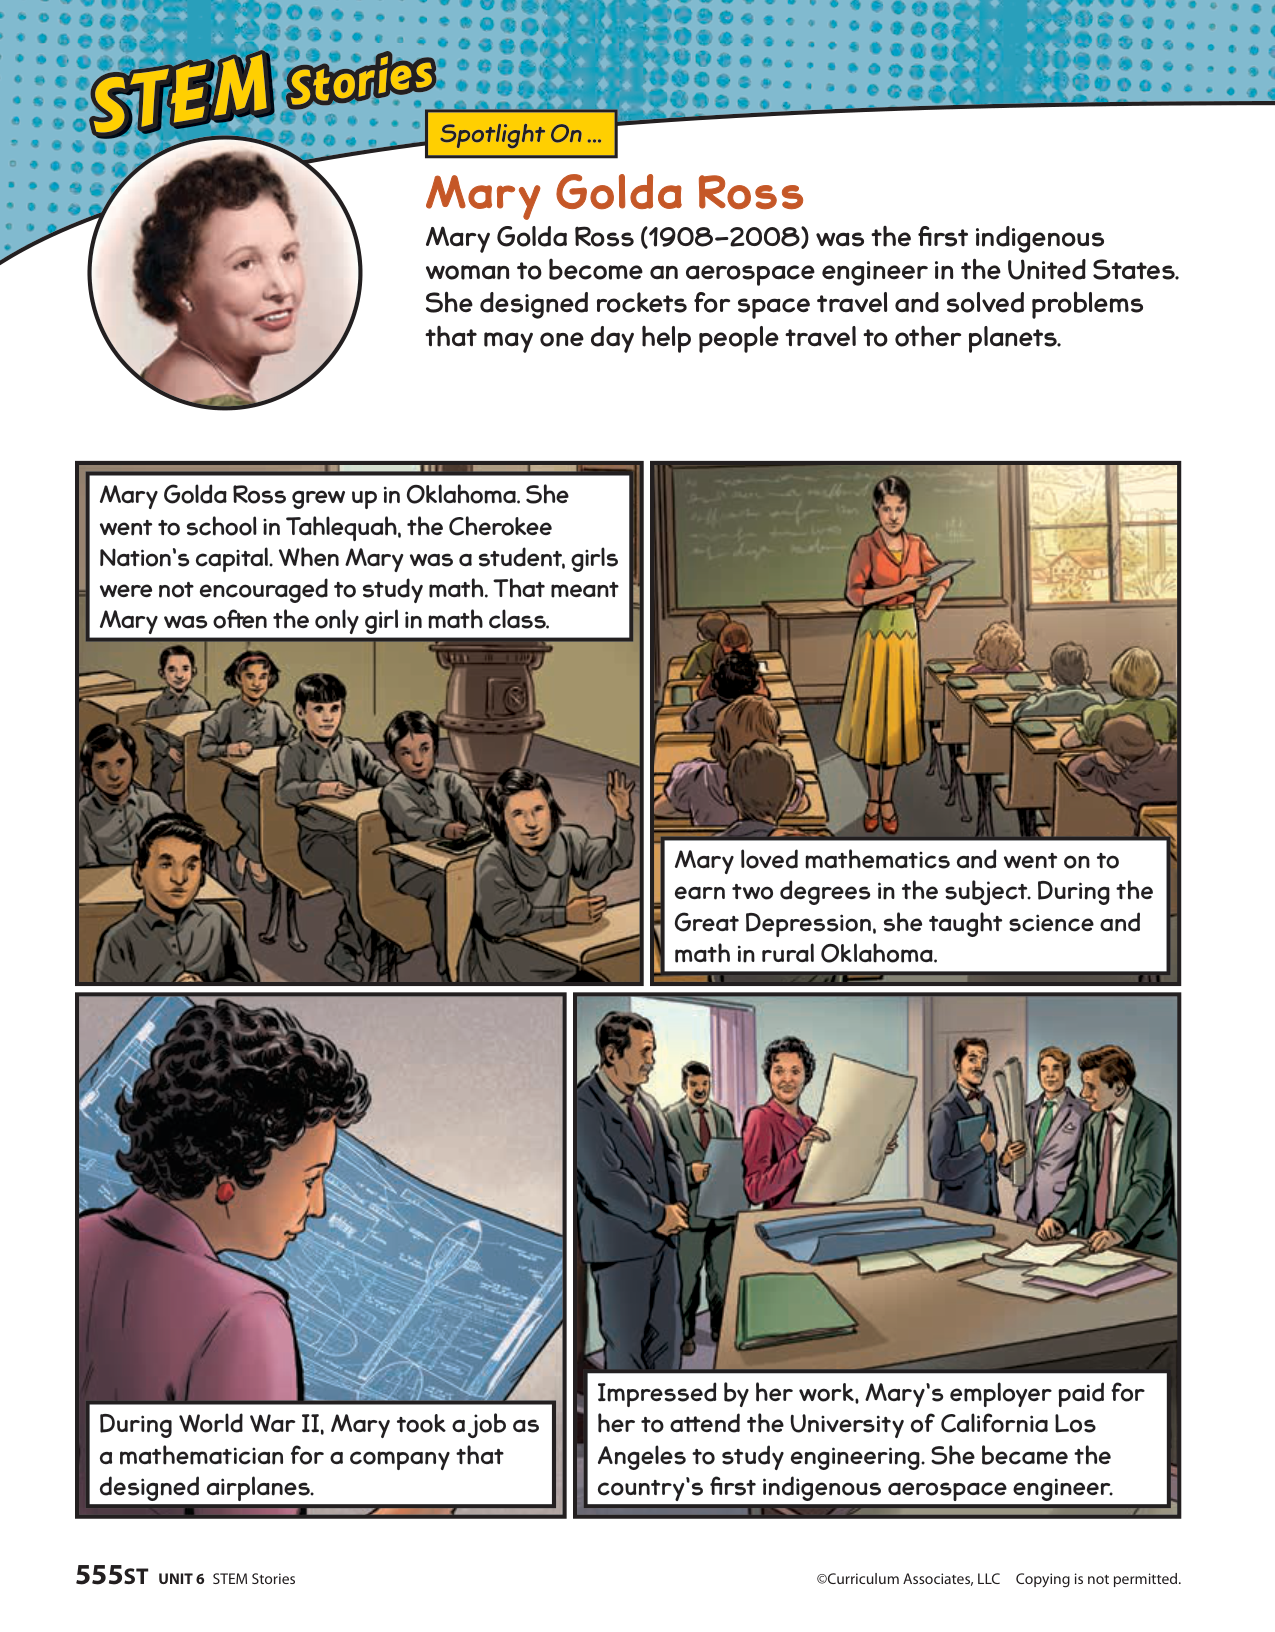 STEM Stories
Spotlight On ...
Mary Golda Ross
Mary Golda Ross (1908–2008) was the first indigenous
woman to become an aerospace engineer in the United States.
She designed rockets for space travel and solved problems
that may one day help people travel to other planets.
Mary Golda Ross grew up in Oklahoma. She
went to school in Tahlequah, the Cherokee
Nation's capital. When Mary was a student, girls
were not encouraged to study math. That meant
Mary was often the only girl in math class.
Mary loved mathematics and went on to
earn two degrees in the subject. During the
Great Depression, she taught science and
math in rural Oklahoma.
During World War II, Mary took a job as
a mathematician for a company that
designed airplanes.
Impressed by her work, Mary's employer paid for
her to attend the University of California Los
Angeles to study engineering. She became the
country's first indigenous aerospace engineer.
555ST UNIT 6 STEM Stories
©Curriculum Associates, LLC Copying is not permitted.